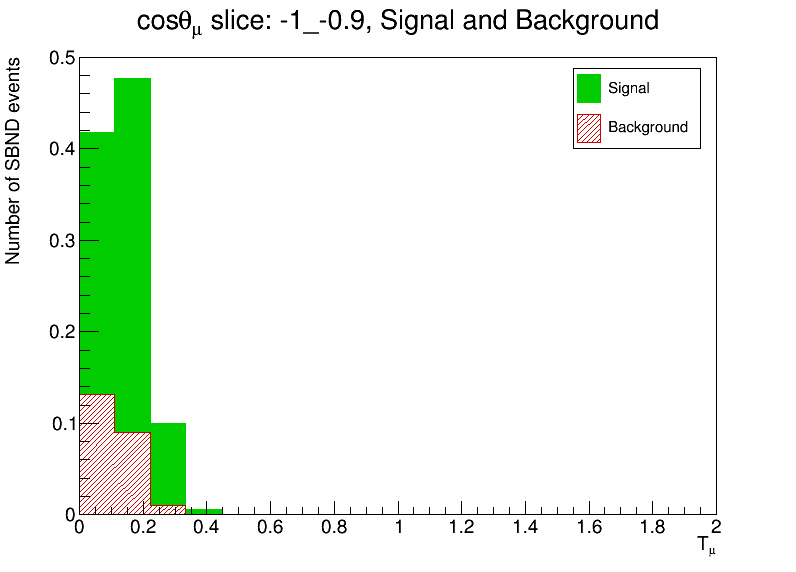 cosθμ slice: -1_-0.9, Signal and Background
Number of SBND events
0.5
0.4
0.3
0.2
0.1
0
Signal
Background
0 0.2 0.4 0.6 0.8 1 1.2 1.4 1.6 1.8 2
Tμ